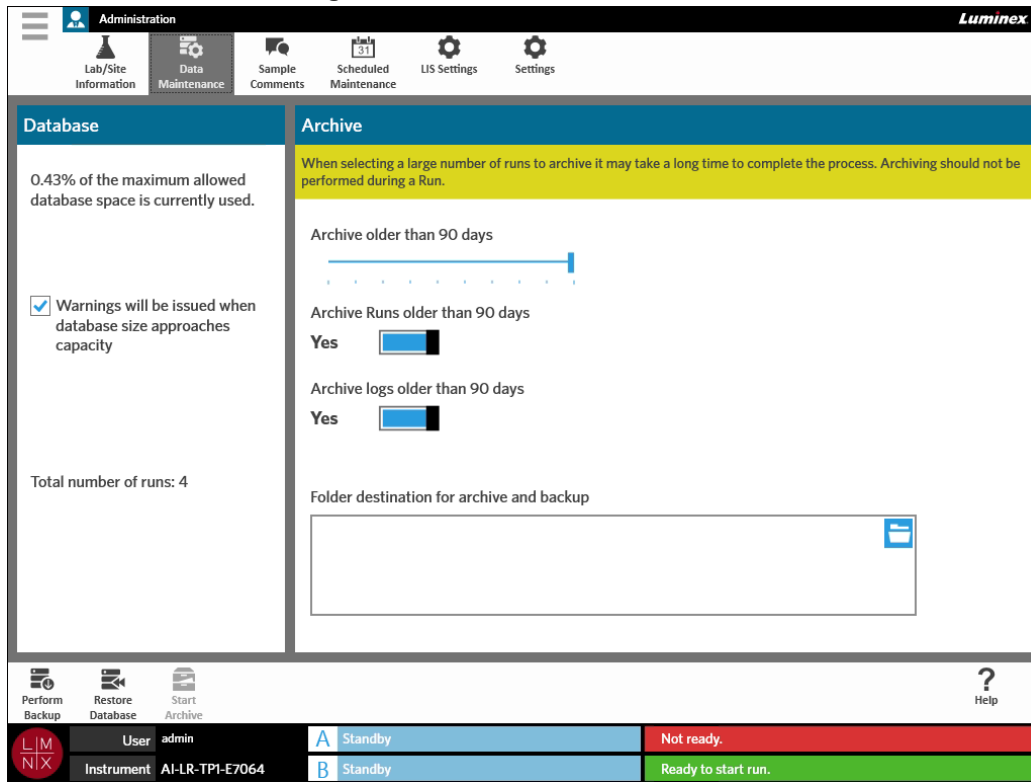 Administration
Luminex
Lab/Site
Information
Data
Maintenance
Sample
Comments
31
Scheduled
Maintenance
LIS Settings
Settings
Database
0.43% of the maximum allowed
database space is currently used.
Warnings will be issued when
database size approaches
capacity
Total number of runs: 4
Archive
When selecting a large number of runs to archive it may take a long time to complete the process. Archiving should not be
performed during a Run.
Archive older than 90 days
Archive Runs older than 90 days
Yes
Archive logs older than 90 days
Yes
Folder destination for archive and backup
Perform
Backup
Restore
Database
Start
Archive
?
Help
L M
N X
User admin
Instrument AI-LR-TP1-E7064
A Standby
B Standby
Not ready.
Ready to start run.